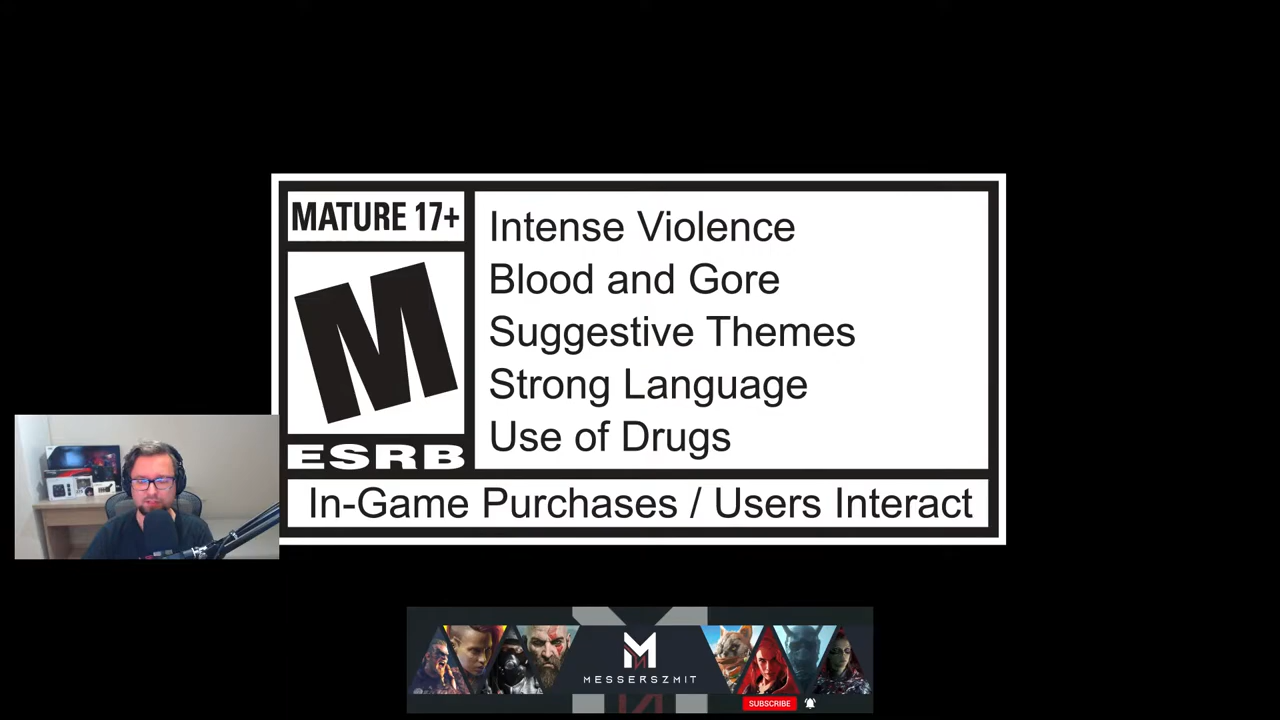 MATURE 17+
M
ESRB
Intense Violence
Blood and Gore
Suggestive Themes
Strong Language
Use of Drugs
In-Game Purchases / Users Interact
MESSERSZMIT
SUBSCRIBE